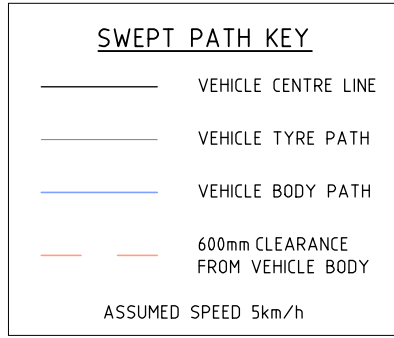 SWEPT PATH KEY
VEHICLE CENTRE LINE
VEHICLE TYRE PATH
VEHICLE BODY PATH
600mm CLEARANCE
FROM VEHICLE BODY
ASSUMED SPEED 5km/h